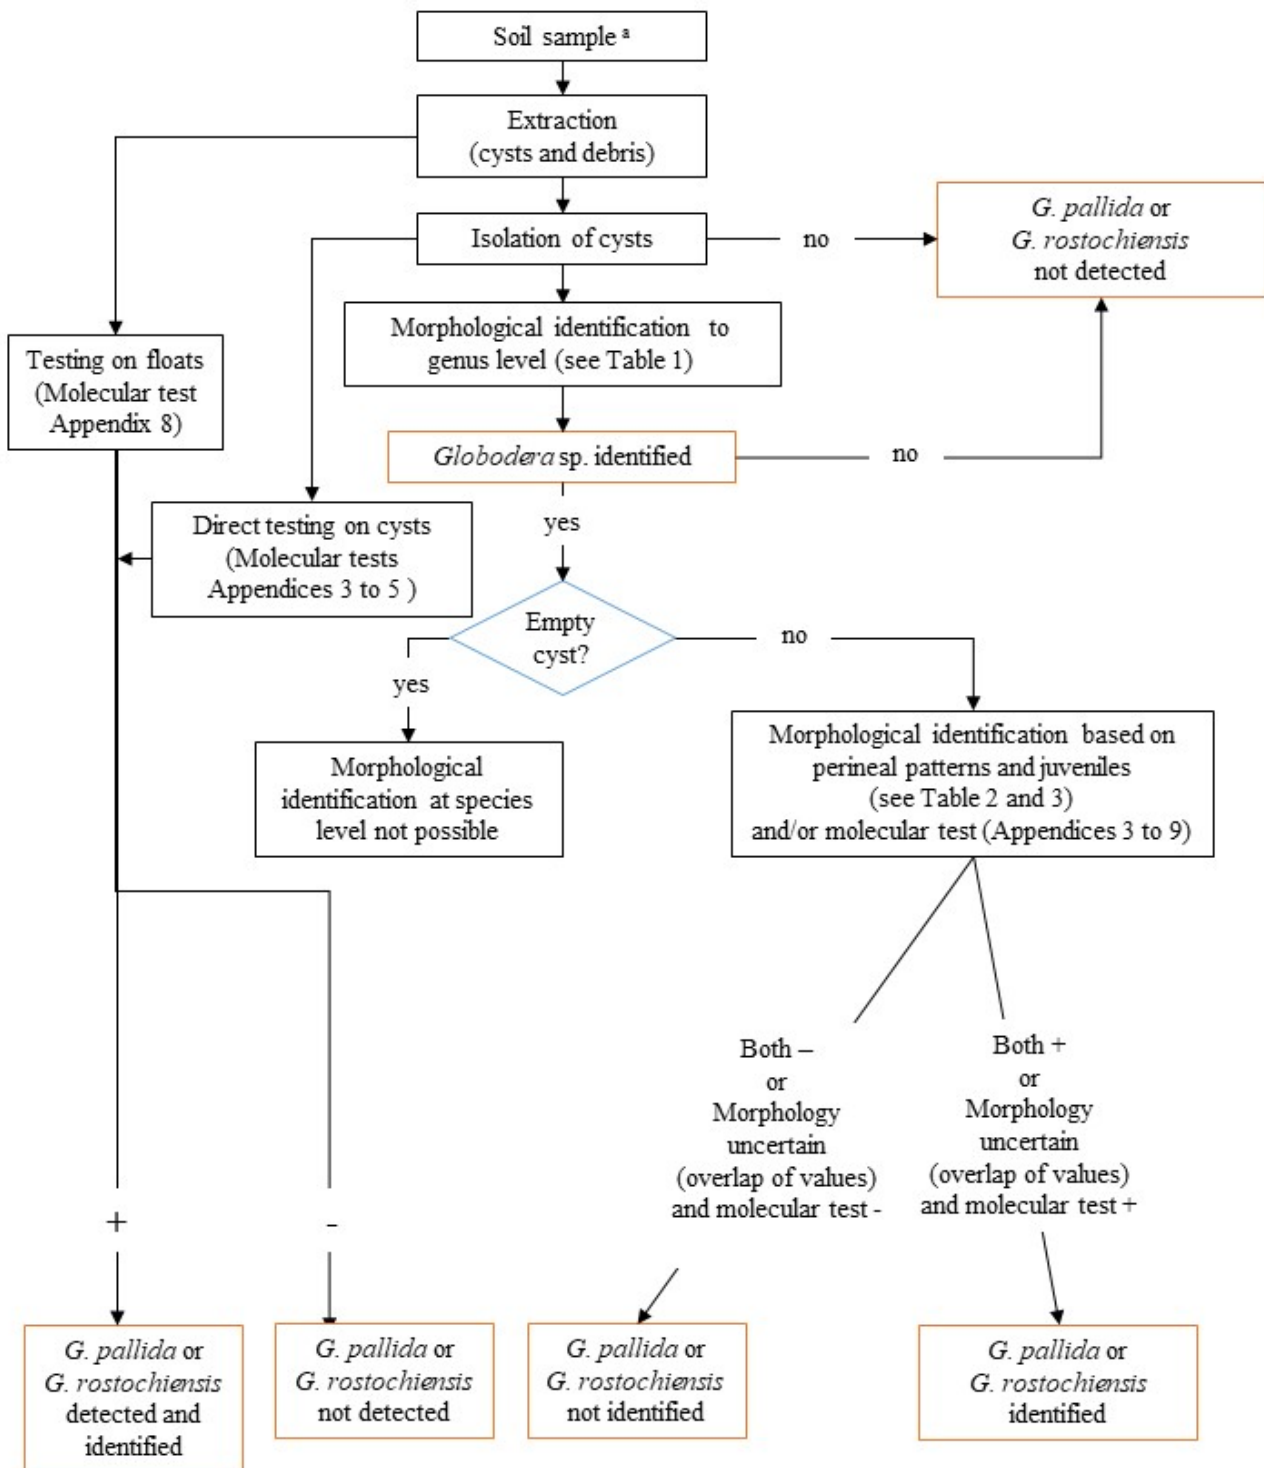 Soil sample ª
Extraction
(cysts and debris)
Isolation of cysts
no
G. pallida or
G. rostochiensis
not detected
Morphological identification to
genus level (see Table 1)
Testing on floats
(Molecular test
Appendix 8)
Globodera sp. identified
no
Direct testing on cysts
(Molecular tests
Appendices 3 to 5 )
yes
Empty
cyst?
no
yes
Morphological
identification at species
level not possible
Morphological identification based on
perineal patterns and juveniles
(see Table 2 and 3)
and/or molecular test (Appendices 3 to 9)
Both –
or
Morphology
uncertain
(overlap of values)
and molecular test -
Both +
or
Morphology
uncertain
(overlap of values)
and molecular test +
+
-
G. pallida or
G. rostochiensis
detected and
identified
G. pallida or
G. rostochiensis
not detected
G. pallida or
G. rostochiensis
not identified
G. pallida or
G. rostochiensis
identified